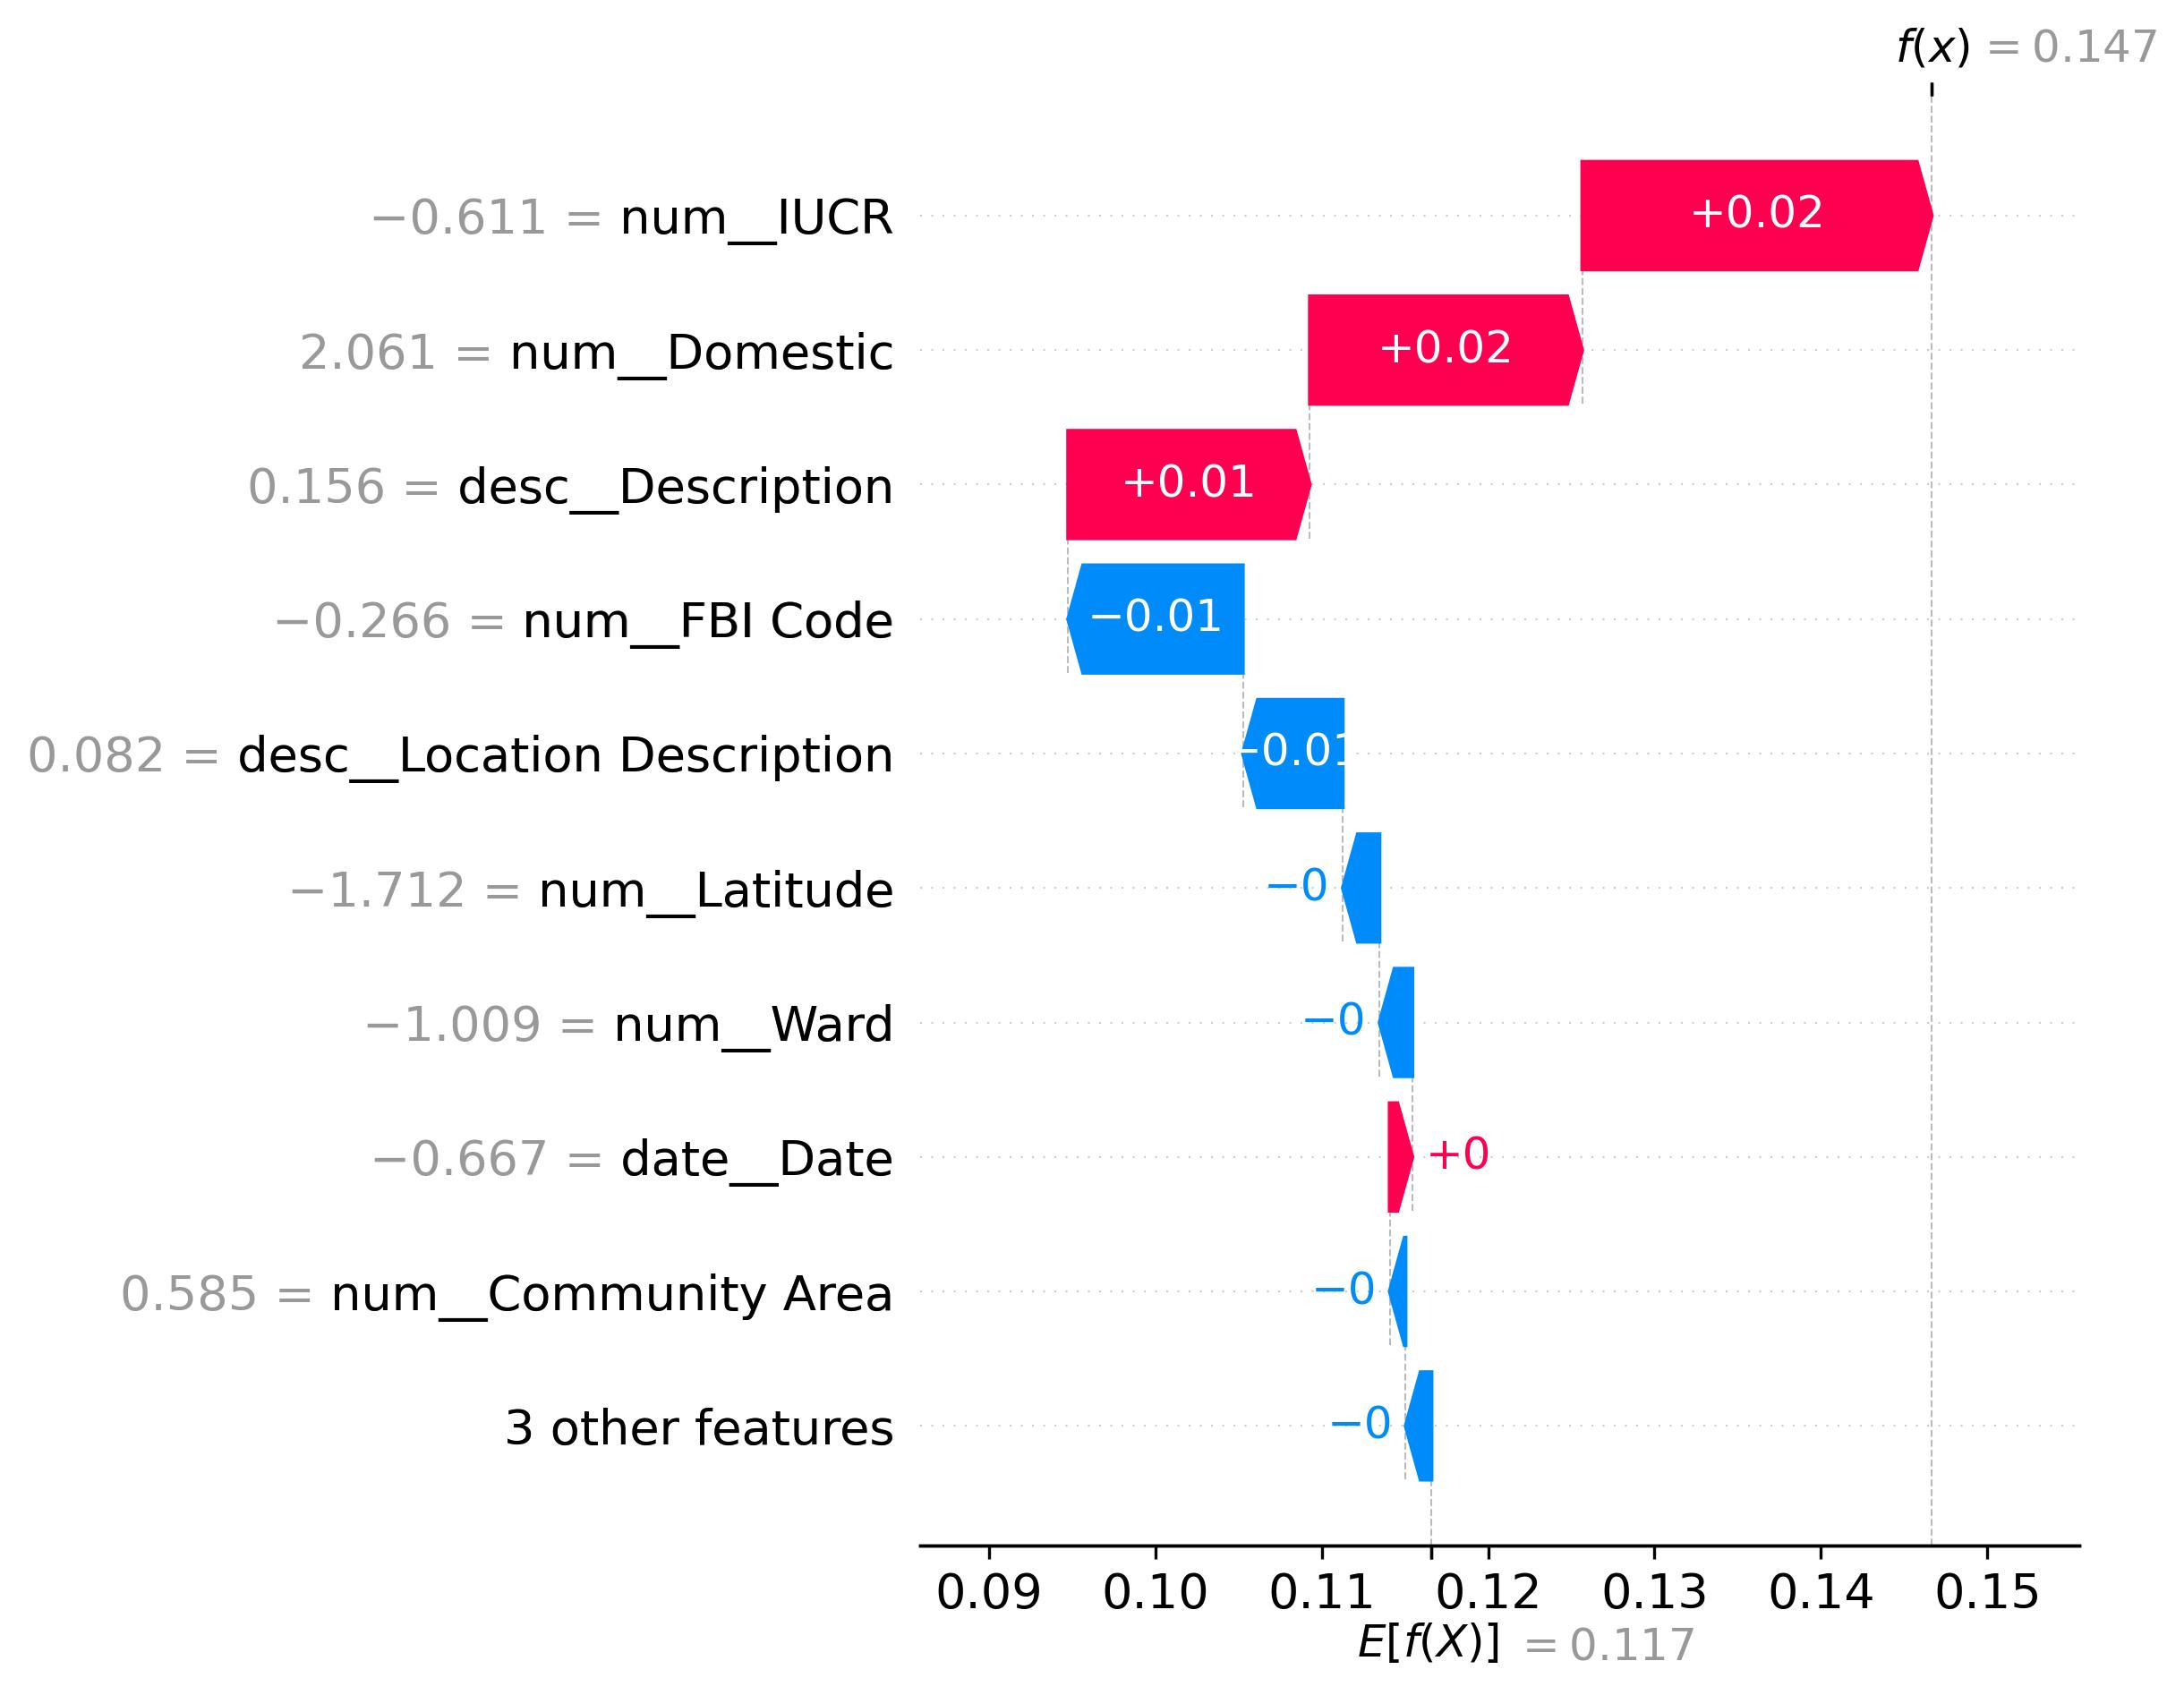 f(x) = 0.147
−0.611 = num__IUCR
+0.02
2.061 = num__Domestic
+0.02
0.156 = desc__Description
+0.01
−0.266 = num__FBI Code
−0.01
0.082 = desc__Location Description
−0.01
−1.712 = num__Latitude
−0
−1.009 = num__Ward
−0
−0.667 = date__Date
+0
0.585 = num__Community Area
−0
3 other features
−0
0.09 0.10 0.11 0.12 0.13 0.14 0.15
E[f(X)] = 0.117